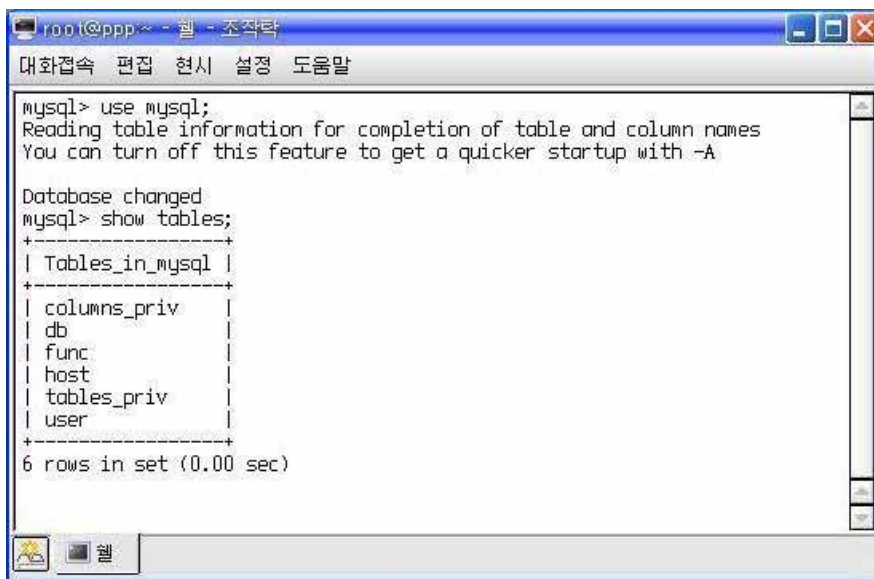 root@ppp:~ - 쉘 - 조작탁
대화접속 편집 현시 설정 도움말
mysql> use mysql;
Reading table information for completion of table and column names
You can turn off this feature to get a quicker startup with -A
Database changed
mysql> show tables;
+-----------------+
| Tables_in_mysql |
+-----------------+
| columns_priv |
| db |
| func |
| host |
| tables_priv |
| user |
+-----------------+
6 rows in set (0.00 sec)
쉘